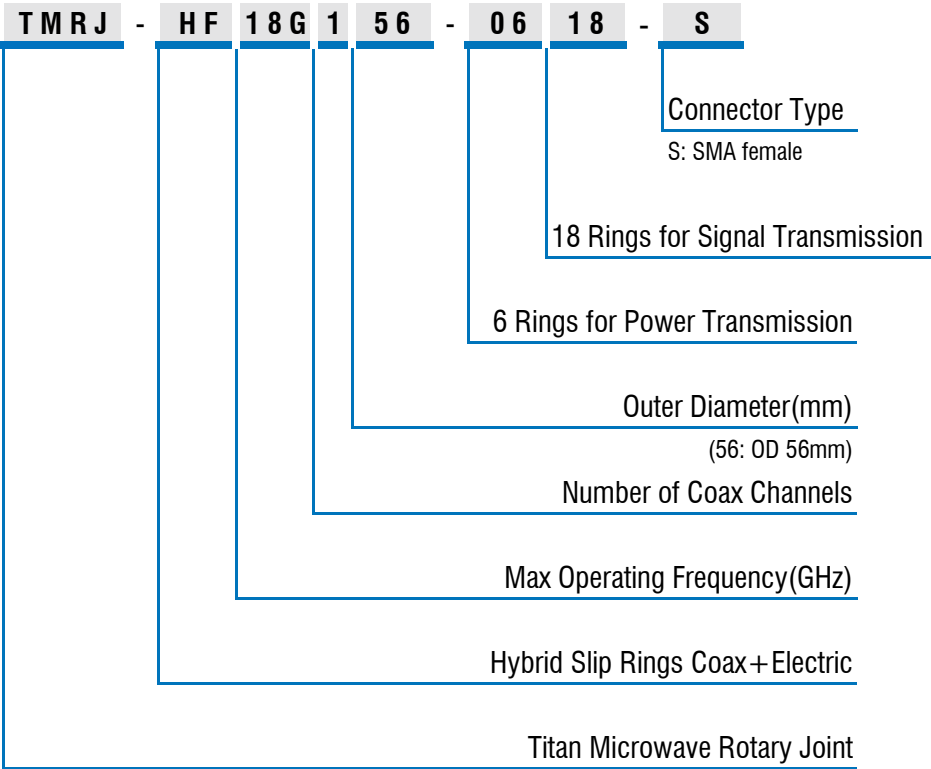 TMRJ - HF 18G 1 56 - 06 18 - S
Connector Type
S: SMA female
18 Rings for Signal Transmission
6 Rings for Power Transmission
Outer Diameter(mm)
(56: OD 56mm)
Number of Coax Channels
Max Operating Frequency(GHz)
Hybrid Slip Rings Coax+Electric
Titan Microwave Rotary Joint